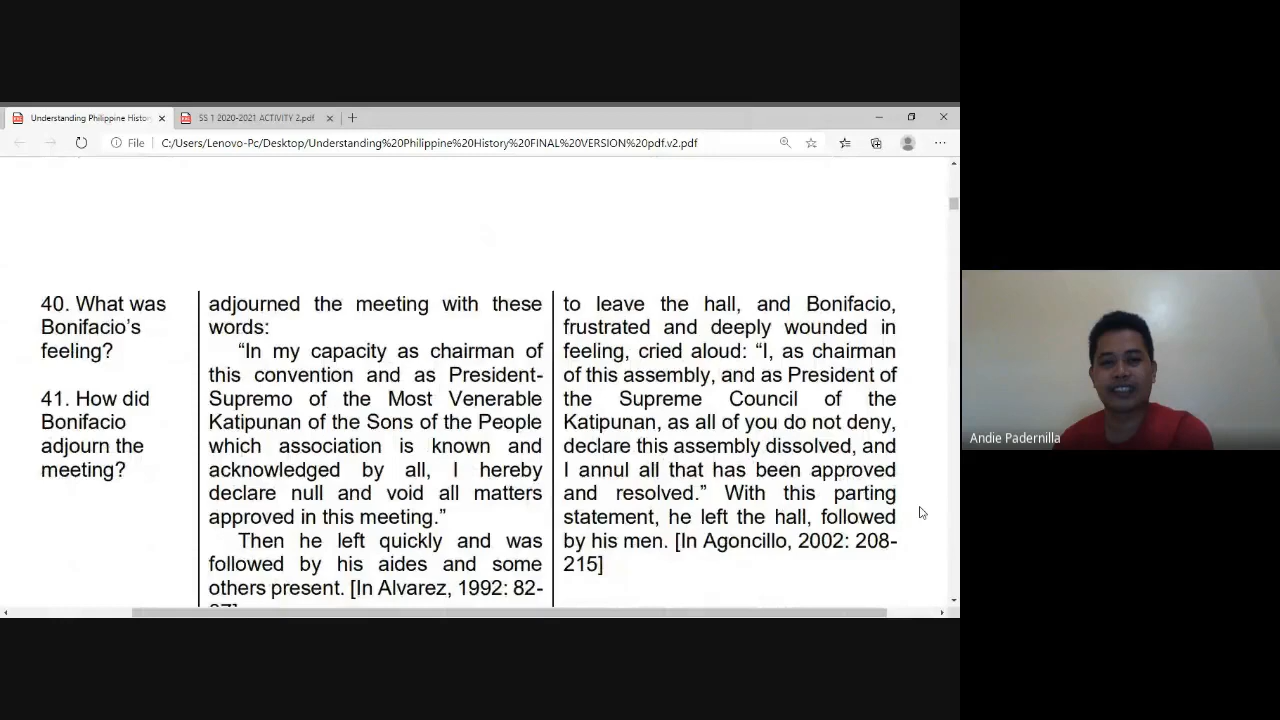 Understanding Philippine Histor
SS 1 2020-2021 ACTIVITY 2.pdf
File
C:/Users/Lenovo-Pc/Desktop/Understanding%20Philippine%20History%20FINAL%20VERSION%20pdf.v2.pdf
40. What was
Bonifacio's
feeling?
41. How did
Bonifacio
adjourn the
meeting?
adjourned the meeting with these
words:
"In my capacity as chairman of
this convention and as President-
Supremo of the Most Venerable
Katipunan of the Sons of the People
which association is known and
acknowledged by all, I hereby
declare null and void all matters
approved in this meeting."
Then he left quickly and was
followed by his aides and some
others present. [In Alvarez, 1992: 82-
to leave the hall, and Bonifacio,
frustrated and deeply wounded in
feeling, cried aloud: "I, as chairman
of this assembly, and as President of
the Supreme Council of the
Katipunan, as all of you do not deny,
declare this assembly dissolved, and
I annul all that has been approved
and resolved." With this parting
statement, he left the hall, followed
by his men. [In Agoncillo, 2002: 208-
215]
Andie Padernilla